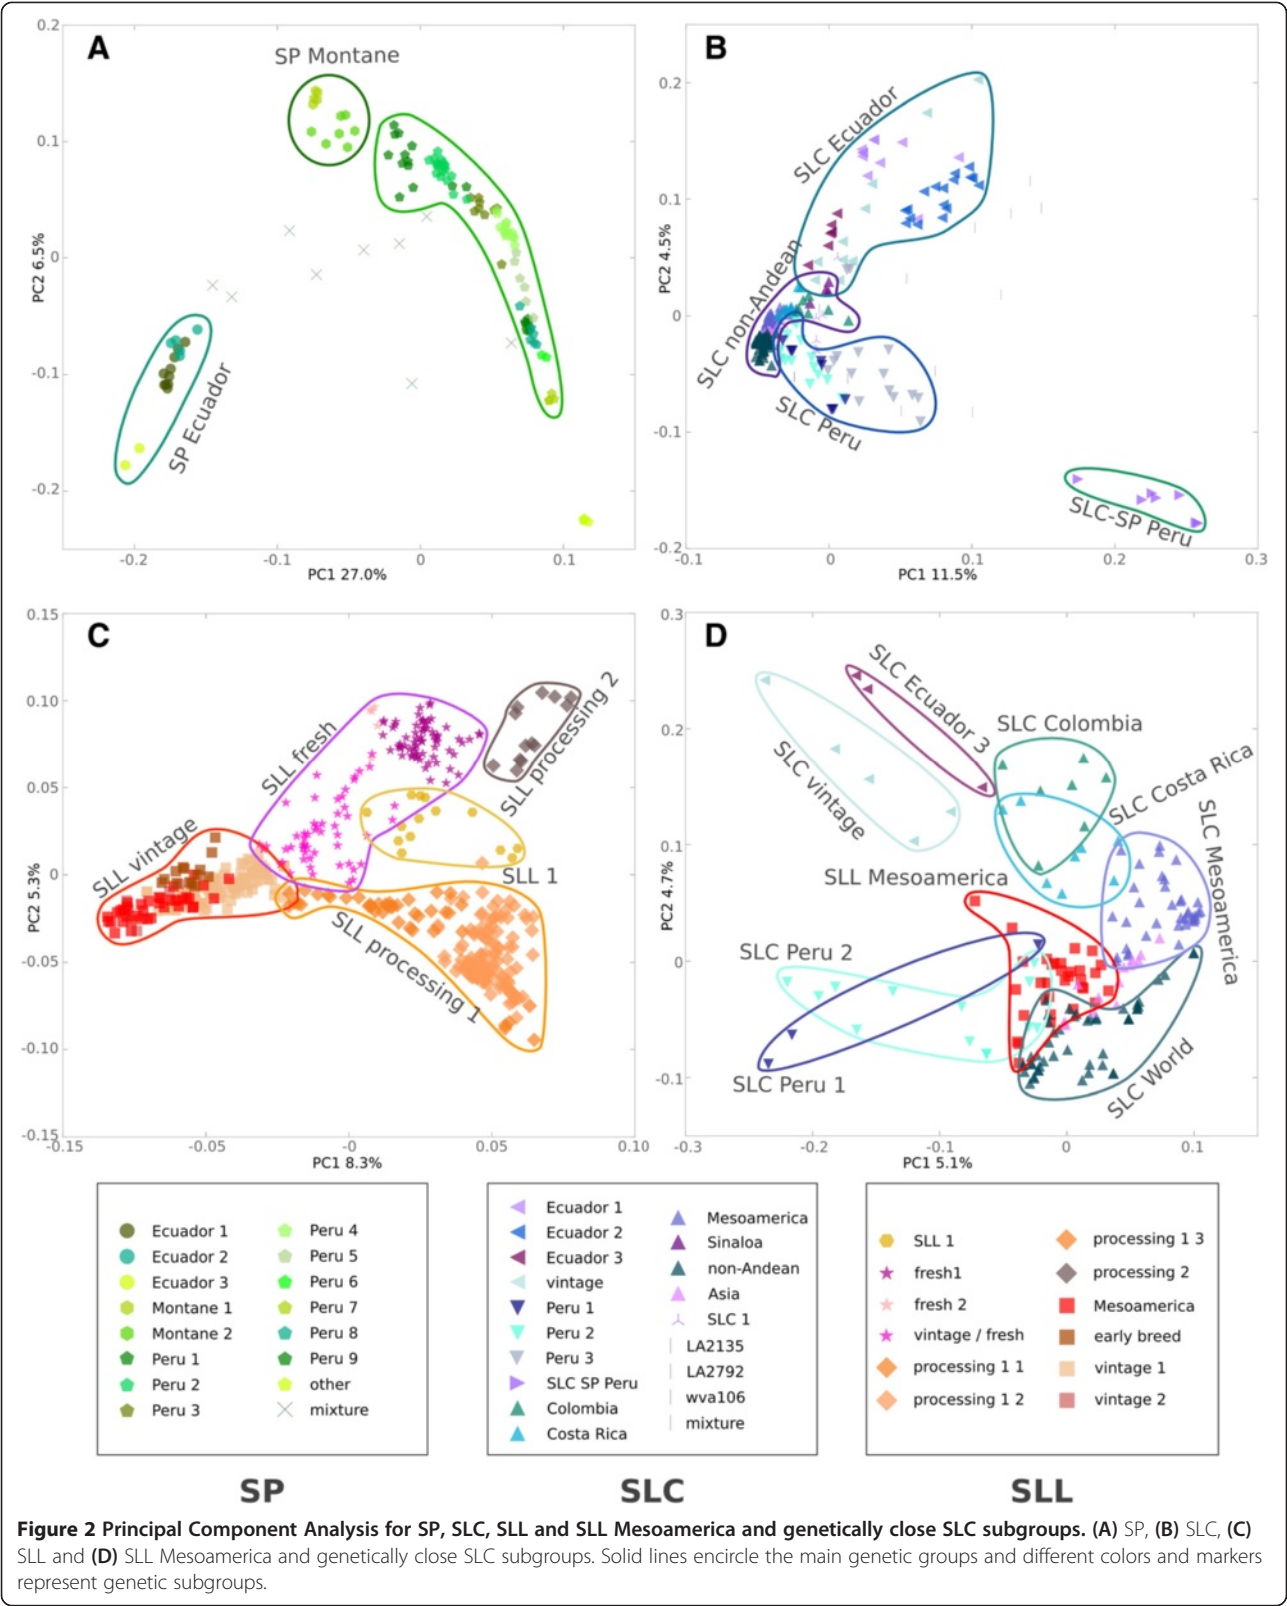 A
SP Montane
SP Ecuador
PC2 6.5%
PC1 27.0%
0.2
0.1
0
-0.1
-0.2
-0.2
-0.1
0
0.1
B
SLC Ecuador
SLC non-Andean
SLC Peru
SLC-SP Peru
PC2 4.5%
PC1 11.5%
0.2
0.1
0
-0.1
-0.2
-0.1
0
0.1
0.2
0.3
C
SLL fresh
SLL processing 2
SLL vintage
SLL 1
SLL processing 1
PC2 5.3%
PC1 8.3%
0.15
0.10
0.05
0
-0.05
-0.10
-0.15
-0.15
-0.05
-0
0.05
0.10
D
SLC Ecuador 3
SLC Colombia
SLC vintage
SLC Costa Rica
SLC Mesoamerica
SLL Mesoamerica
SLC Peru 2
SLC Peru 1
SLC World
PC2 4.7%
PC1 5.1%
0.3
0.2
0.1
0
-0.1
-0.3
-0.2
-0.1
0
0.1
Ecuador 1
Ecuador 2
Ecuador 3
Montane 1
Montane 2
Peru 1
Peru 2
Peru 3
Peru 4
Peru 5
Peru 6
Peru 7
Peru 8
Peru 9
other
mixture
SP
Ecuador 1
Ecuador 2
Ecuador 3
vintage
Peru 1
Peru 2
Peru 3
SLC SP Peru
Colombia
Costa Rica
Mesoamerica
Sinaloa
non-Andean
Asia
SLC 1
LA2135
LA2792
wva106
mixture
SLC
SLL 1
fresh1
fresh 2
vintage / fresh
processing 1 1
processing 1 2
processing 1 3
processing 2
Mesoamerica
early breed
vintage 1
vintage 2
SLL
Figure 2 Principal Component Analysis for SP, SLC, SLL and SLL Mesoamerica and genetically close SLC subgroups. (A) SP, (B) SLC, (C)
SLL and (D) SLL Mesoamerica and genetically close SLC subgroups. Solid lines encircle the main genetic groups and different colors and markers
represent genetic subgroups.